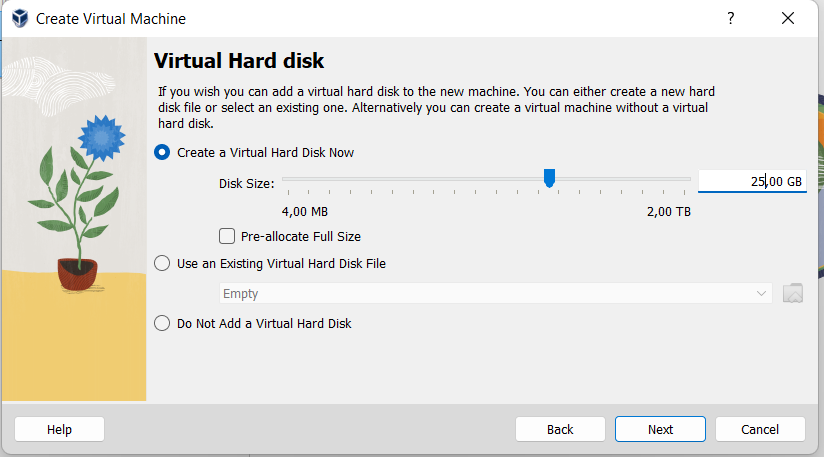 Create Virtual Machine
?
Virtual Hard disk
If you wish you can add a virtual hard disk to the new machine. You can either create a new hard
disk file or select an existing one. Alternatively you can create a virtual machine without a virtual
hard disk.
Create a Virtual Hard Disk Now
Disk Size:
25,00 GB
4,00 MB
2,00 TB
Pre-allocate Full Size
Use an Existing Virtual Hard Disk File
Empty
Do Not Add a Virtual Hard Disk
Help
Back
Next
Cancel